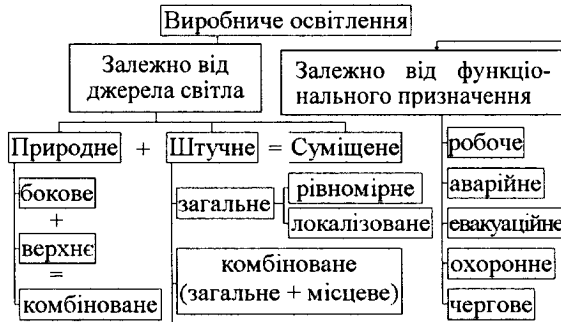 Виробниче освітлення
Залежно від
джерела світла
Залежно від функціо-
нального призначення
Природне + Штучне = Суміщене
бокове
+
верхнє
=
комбіноване
загальне
рівномірне
локалізоване
комбіноване
(загальне + місцеве)
робоче
аварійне
евакуаційне
охоронне
чергове